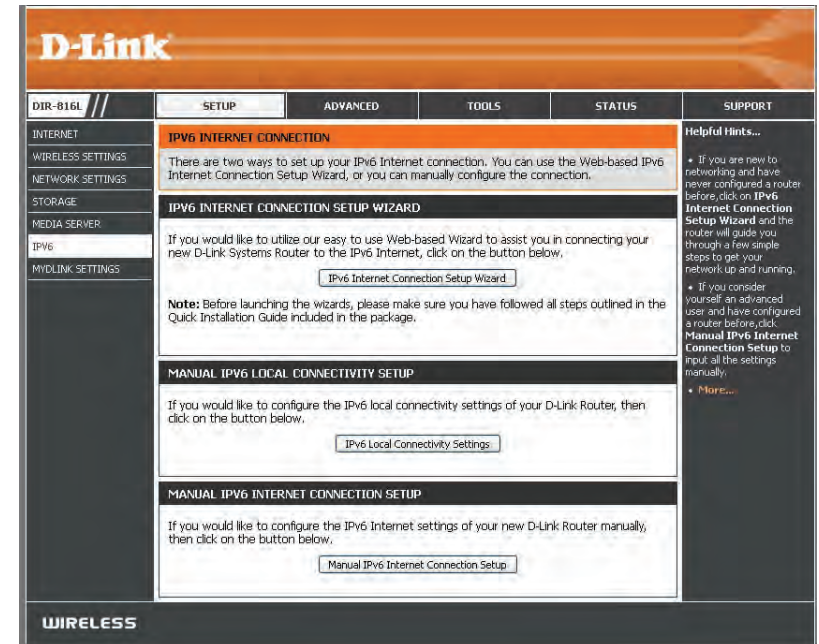 D-Link
DIR-816L
SETUP
ADVANCED
TOOLS
STATUS
SUPPORT
INTERNET
WIRELESS SETTINGS
NETWORK SETTINGS
STORAGE
MEDIA SERVER
IPV6
MYDLINK SETTINGS
IPV6 INTERNET CONNECTION
There are two ways to set up your IPv6 Internet connection. You can use the Web-based IPv6
Internet Connection Setup Wizard, or you can manually configure the connection.
IPV6 INTERNET CONNECTION SETUP WIZARD
If you would like to utilize our easy to use Web-based Wizard to assist you in connecting your
new D-Link Systems Router to the IPv6 Internet, click on the button below.
IPv6 Internet Connection Setup Wizard
Note: Before launching the wizards, please make sure you have followed all steps outlined in the
Quick Installation Guide included in the package.
MANUAL IPV6 LOCAL CONNECTIVITY SETUP
If you would like to configure the IPv6 local connectivity settings of your D-Link Router, then
click on the button below.
IPv6 Local Connectivity Settings
MANUAL IPV6 INTERNET CONNECTION SETUP
If you would like to configure the IPv6 Internet settings of your new D-Link Router manually,
then click on the button below.
Manual IPv6 Internet Connection Setup
Helpful Hints...
• If you are new to
networking and have
never configured a router
before,click on IPv6
Internet Connection
Setup Wizard and the
router will guide you
through a few simple
steps to get your
network up and running.
• If you consider
yourself an advanced
user and have configured
a router before,click
Manual IPv6 Internet
Connection Setup to
input all the settings
manually.
• More...
WIRELESS